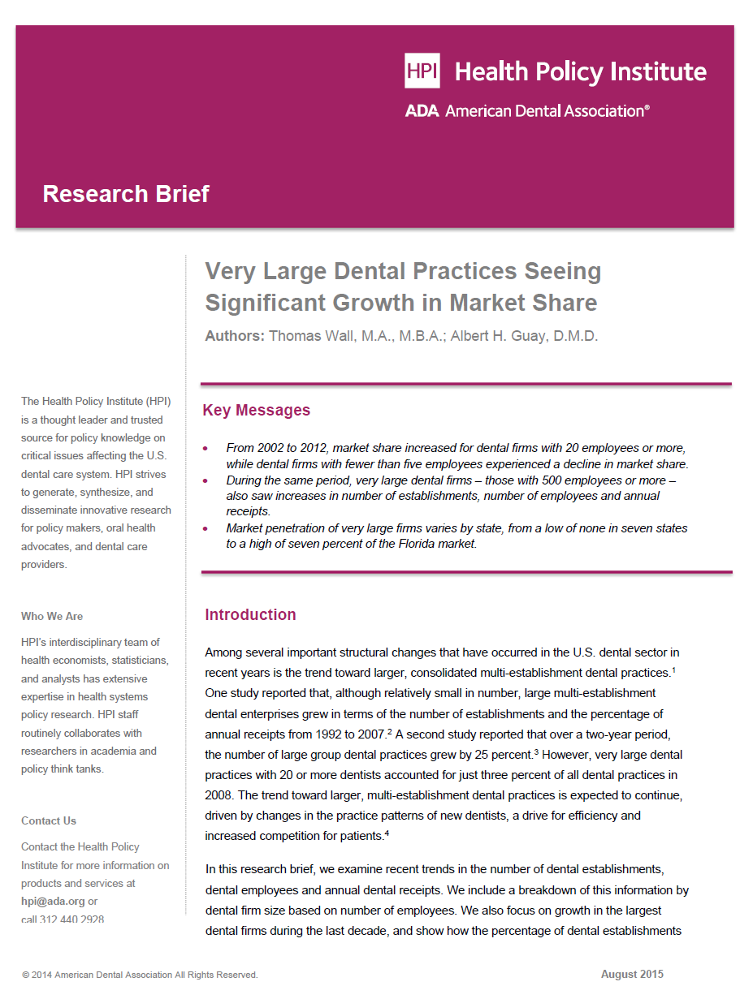 HPI Health Policy Institute
ADA American Dental Association®
Research Brief
Very Large Dental Practices Seeing
Significant Growth in Market Share
Authors: Thomas Wall, M.A., M.B.A.; Albert H. Guay, D.M.D.
The Health Policy Institute (HPI)
is a thought leader and trusted
source for policy knowledge on
critical issues affecting the U.S.
dental care system. HPI strives
to generate, synthesize, and
disseminate innovative research
for policy makers, oral health
advocates, and dental care
providers.
Who We Are
HPI's interdisciplinary team of
health economists, statisticians,
and analysts has extensive
expertise in health systems
policy research. HPI staff
routinely collaborates with
researchers in academia and
policy think tanks.
Contact Us
Contact the Health Policy
Institute for more information on
products and services at
hpi@ada.org or
call 312.440.2928
Key Messages
• From 2002 to 2012, market share increased for dental firms with 20 employees or more,
while dental firms with fewer than five employees experienced a decline in market share.
• During the same period, very large dental firms – those with 500 employees or more –
also saw increases in number of establishments, number of employees and annual
receipts.
• Market penetration of very large firms varies by state, from a low of none in seven states
to a high of seven percent of the Florida market.
Introduction
Among several important structural changes that have occurred in the U.S. dental sector in
recent years is the trend toward larger, consolidated multi-establishment dental practices.¹
One study reported that, although relatively small in number, large multi-establishment
dental enterprises grew in terms of the number of establishments and the percentage of
annual receipts from 1992 to 2007.² A second study reported that over a two-year period,
the number of large group dental practices grew by 25 percent.³ However, very large dental
practices with 20 or more dentists accounted for just three percent of all dental practices in
2008. The trend toward larger, multi-establishment dental practices is expected to continue,
driven by changes in the practice patterns of new dentists, a drive for efficiency and
increased competition for patients.⁴
In this research brief, we examine recent trends in the number of dental establishments,
dental employees and annual dental receipts. We include a breakdown of this information by
dental firm size based on number of employees. We also focus on growth in the largest
dental firms during the last decade, and show how the percentage of dental establishments
© 2014 American Dental Association All Rights Reserved.
August 2015